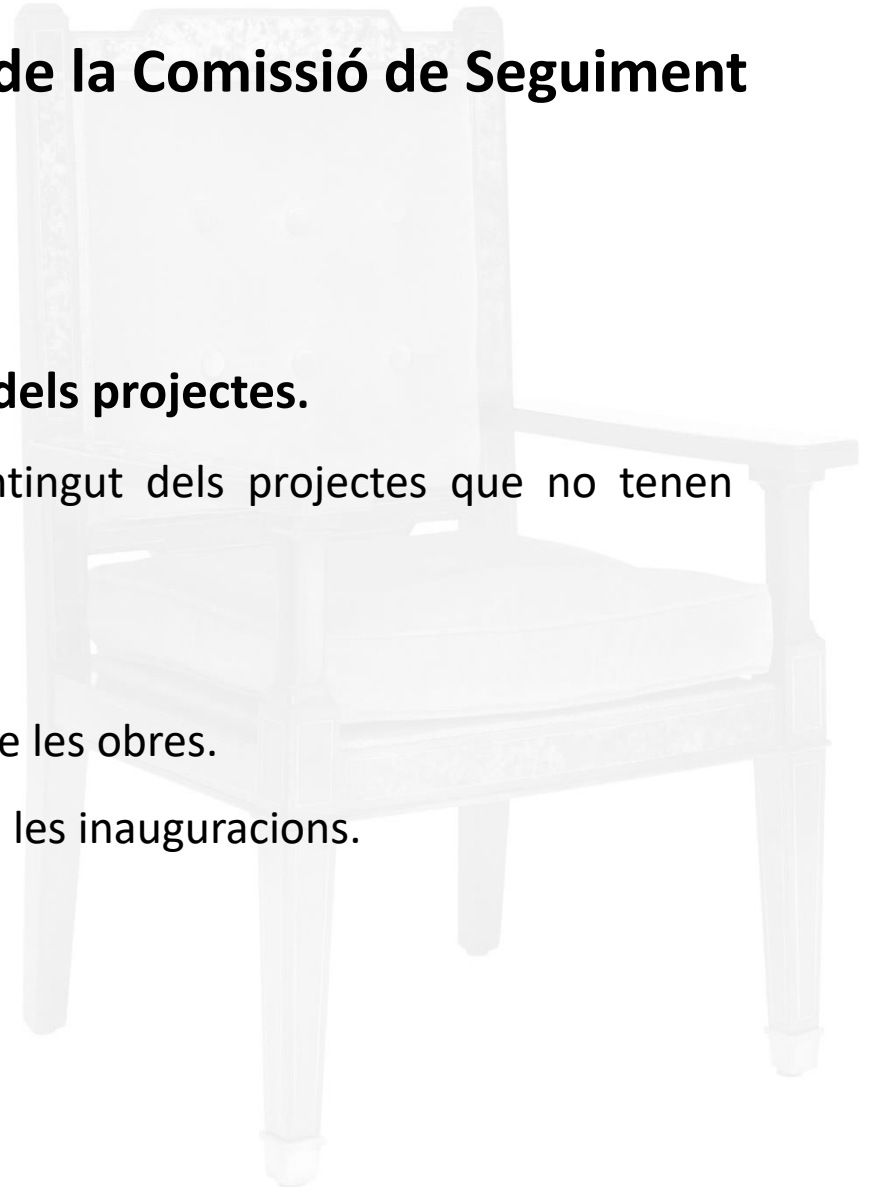 de la Comissió de Seguiment
dels projectes.
ntingut dels projectes que no tenen
e les obres.
les inauguracions.